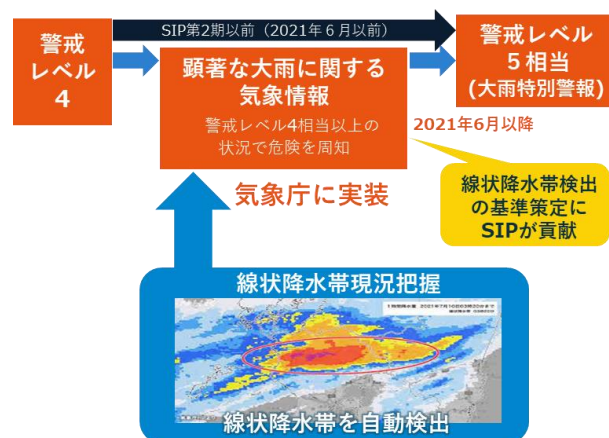 SIP第2期以前（2021年６月以前）
警戒
レベル
4
顕著な大雨に関する
気象情報
警戒レベル4相当以上の
状況で危険を周知
警戒レベル
５相当
(大雨特別警報)
2021年6月以降
気象庁に実装
線状降水帯検出
の基準策定に
SIPが貢献
線状降水帯現況把握
線状降水帯を自動検出